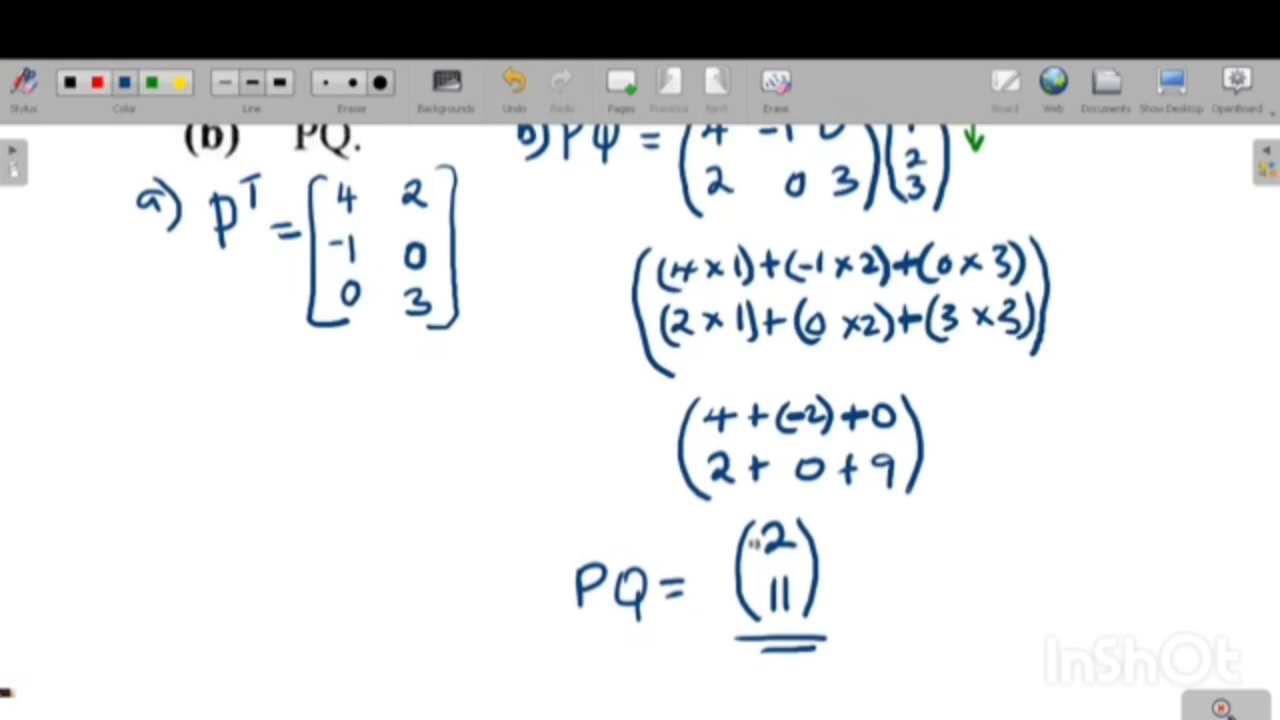 Stylus Color Line Eraser Backgrounds Undo Redo Pages Previous Next Erase Board Web Documents Show Desktop OpenBoard
(b) PQ.
a) P^T = [4 2
-1 0
0 3]
b) PQ = (4 -1 0
2 0 3) (1
2
3) ↓
((4 × 1) + (-1 × 2) + (0 × 3)
(2 × 1) + (0 × 2) + (3 × 3))
(4 + (-2) + 0
2 + 0 + 9)
PQ = (2
11)
InShOt